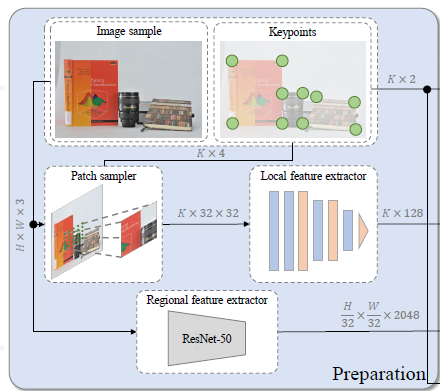 Image sample
Keypoints
K × 2
K × 4
H × W × 3
Patch sampler
K × 32 × 32
Local feature extractor
K × 128
Regional feature extractor
ResNet-50
H/32 × W/32 × 2048
Preparation